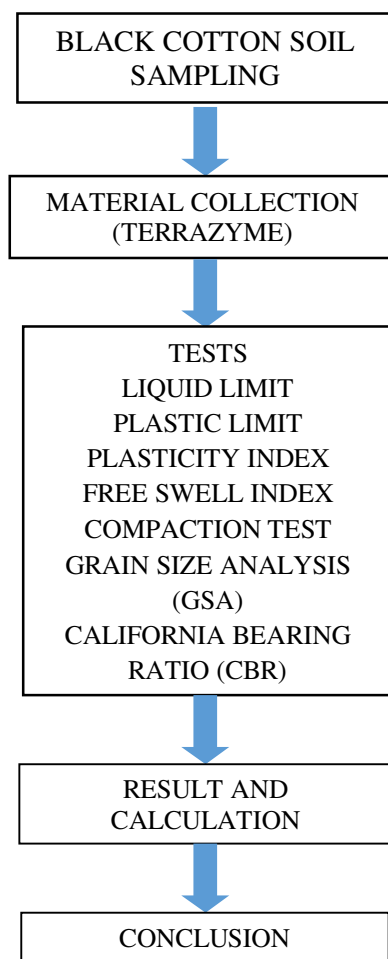 BLACK COTTON SOIL
SAMPLING
MATERIAL COLLECTION
(TERRAZYME)
TESTS
LIQUID LIMIT
PLASTIC LIMIT
PLASTICITY INDEX
FREE SWELL INDEX
COMPACTION TEST
GRAIN SIZE ANALYSIS
(GSA)
CALIFORNIA BEARING
RATIO (CBR)
RESULT AND
CALCULATION
CONCLUSION